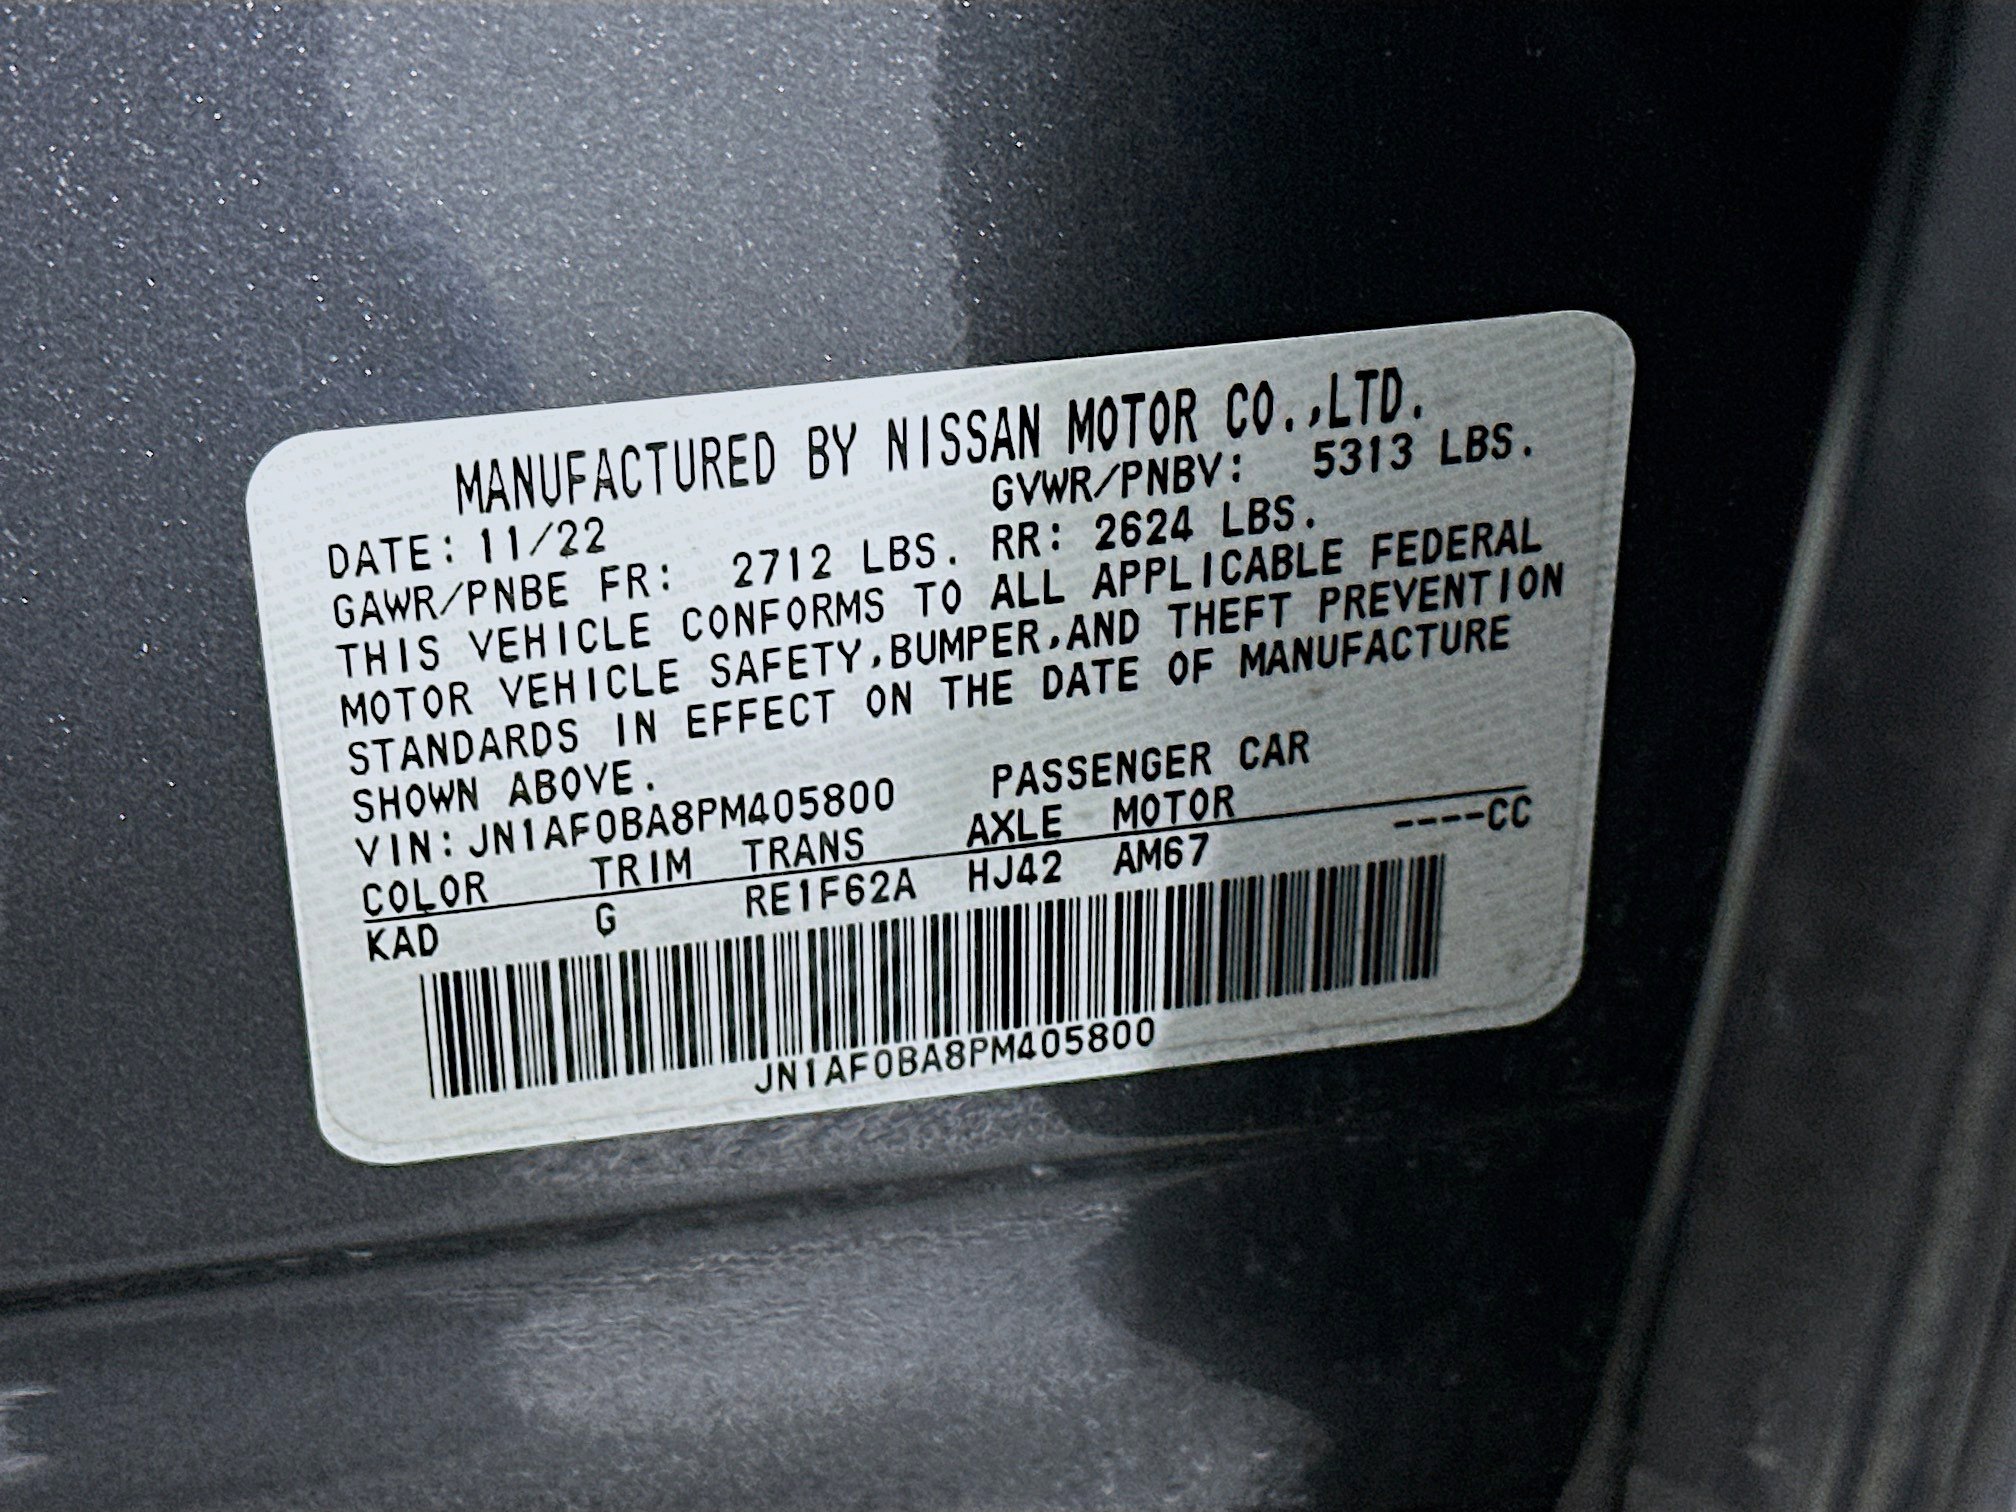 MANUFACTURED BY NISSAN MOTOR CO.,LTD.
DATE: 11/22 GVWR/PNBV: 5313 LBS.
GAWR/PNBE FR: 2712 LBS. RR: 2624 LBS.
THIS VEHICLE CONFORMS TO ALL APPLICABLE FEDERAL
MOTOR VEHICLE SAFETY,BUMPER,AND THEFT PREVENTION
STANDARDS IN EFFECT ON THE DATE OF MANUFACTURE
SHOWN ABOVE.
VIN:JN1AF0BA8PM405800 PASSENGER CAR
COLOR TRIM TRANS AXLE MOTOR
KAD G RE1F62A HJ42 AM67 ----CC
JN1AF0BA8PM405800